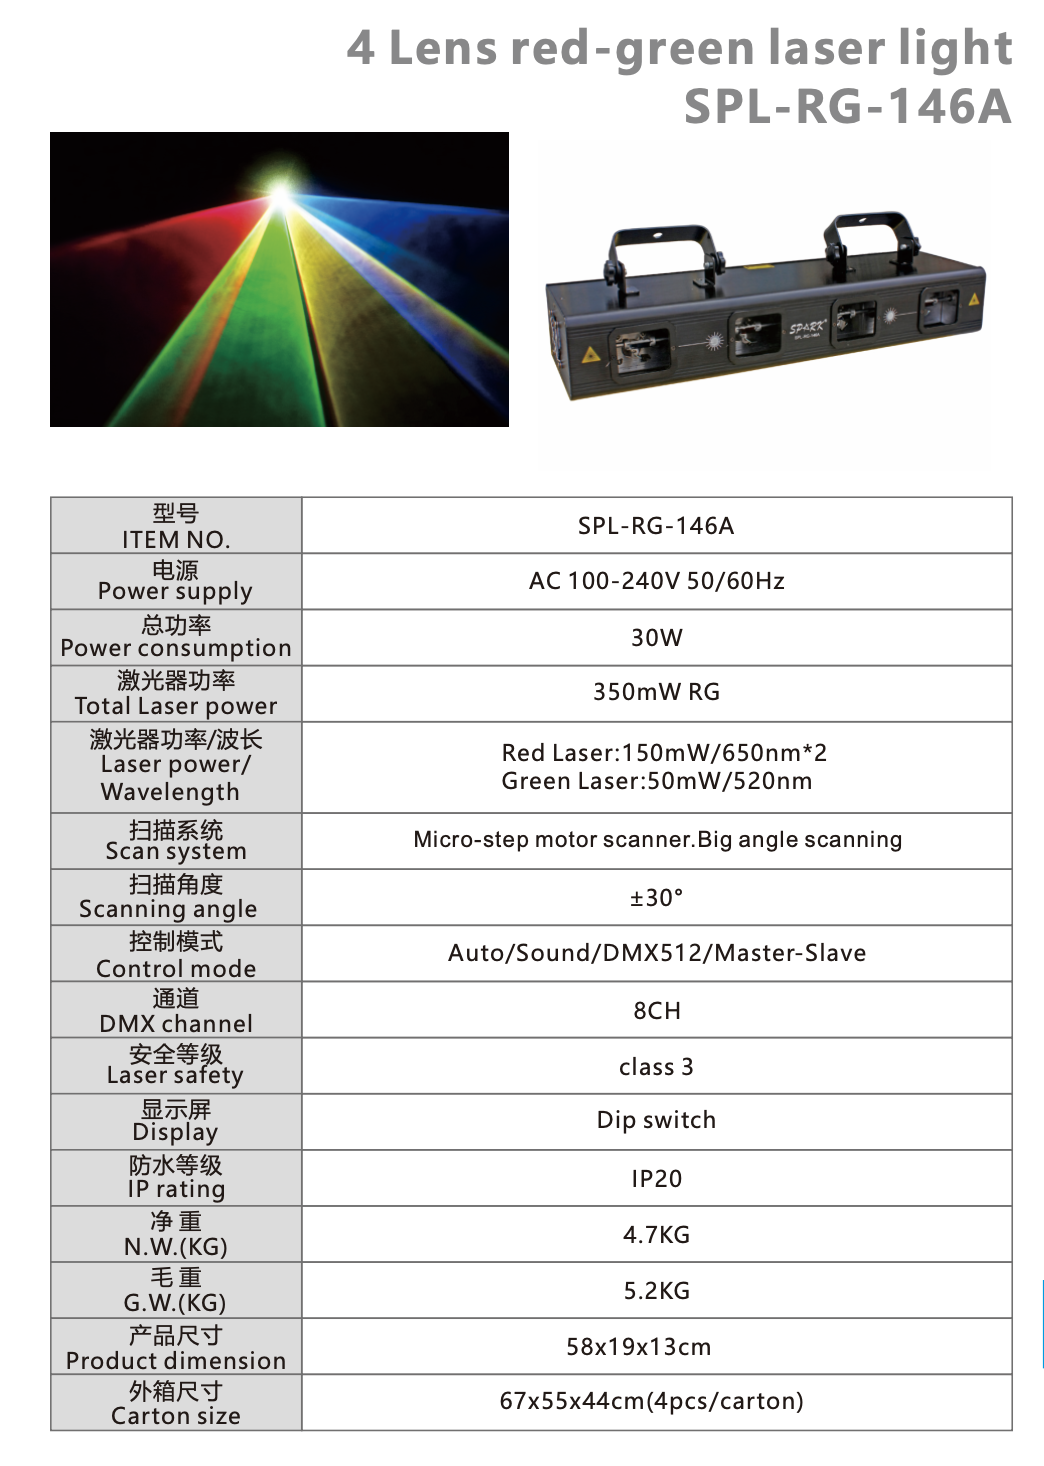 4 Lens red-green laser light
SPL-RG-146A
SPARK
SPL RG-146A
型号
ITEM NO.
SPL-RG-146A
电源
Power supply
AC 100-240V 50/60Hz
总功率
Power consumption
30W
激光器功率
Total Laser power
350mW RG
激光器功率/波长
Laser power/
Wavelength
Red Laser:150mW/650nm*2
Green Laser:50mW/520nm
扫描系统
Scan system
Micro-step motor scanner.Big angle scanning
扫描角度
Scanning angle
±30°
控制模式
Control mode
Auto/Sound/DMX512/Master-Slave
通道
DMX channel
8CH
安全等级
Laser safety
class 3
显示屏
Display
Dip switch
防水等级
IP rating
IP20
净 重
N.W.(KG)
4.7KG
毛 重
G.W.(KG)
5.2KG
产品尺寸
Product dimension
58x19x13cm
外箱尺寸
Carton size
67x55x44cm(4pcs/carton)